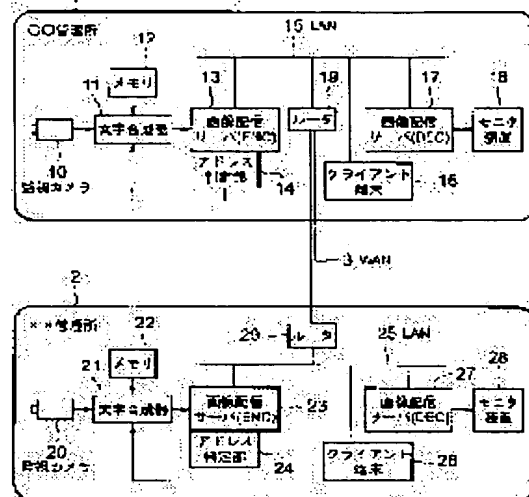 〇〇管理所
15 LAN
12
メモリ
11
文字合成器
13
画像配信
サーバ(ENC)
19
ルータ
17
画像配信
サーバ(DEC)
18
モニタ
装置
10
監視カメラ
アドレス
判定部
14
クライアント
端末
16
3 WAN
2
××管理所
22
メモリ
21
文字合成器
29
ルータ
25 LAN
画像配信
サーバ(ENC)
23
27
画像配信
サーバ(DEC)
28
モニタ
装置
20
監視カメラ
アドレス
24
クライアント
端末
26